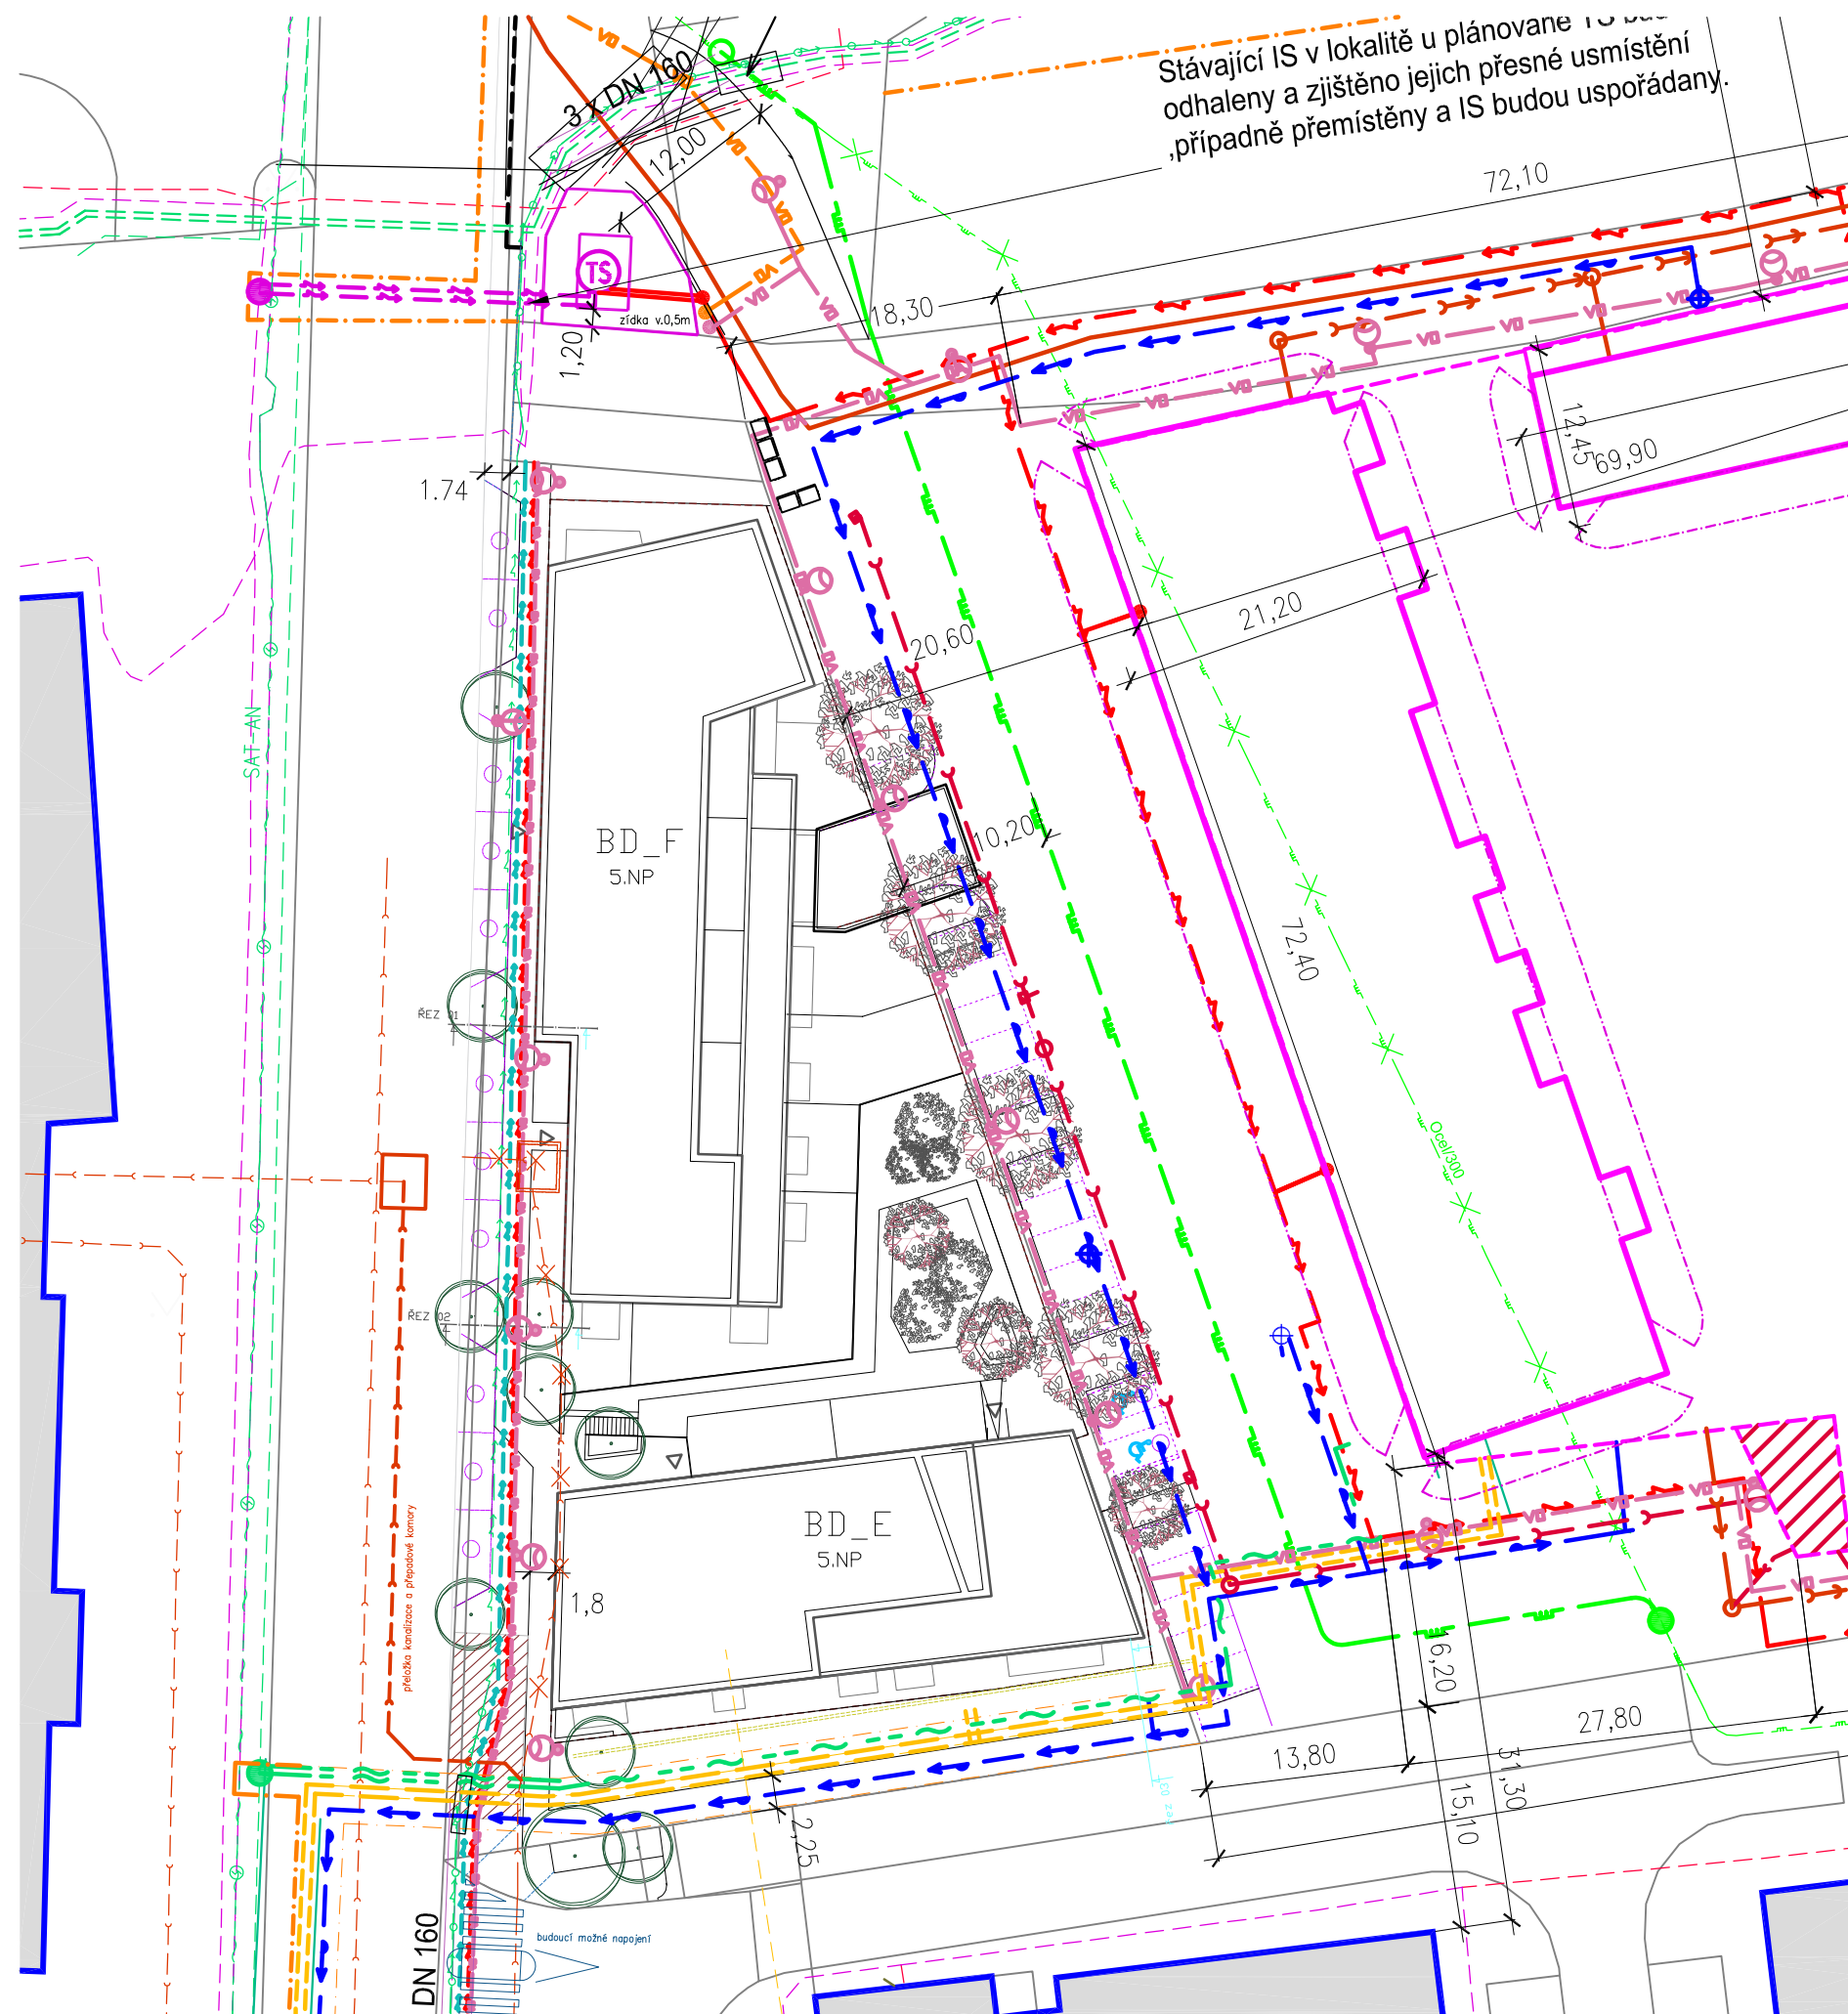 Stávající IS v lokalitě u plánované TS
odhaleny a zjištěno jejich přesné usmístění
,případně přemístěny a IS budou uspořádany.
3 x DN 160
12,00
72,10
TS
zídka v.0,5m
18,30
1,20
12,45
69,90
1.74
21,20
20,60
SAT AN
BD_F
5.NP
10,20
72,40
ŘEZ 01
Ocel/300
ŘEZ 02
BD_E
5.NP
1,8
přeložka kanalizace a přepadové komory
16,20
27,80
13,80
31,30
15,10
2,25
DN 160
budoucí možné napojení